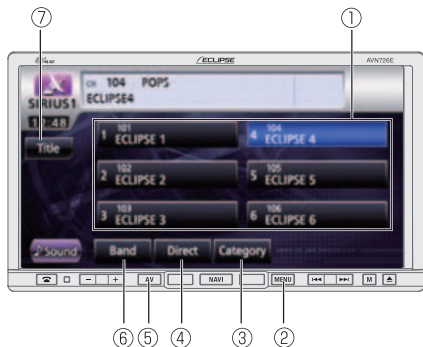 ⑦ ①
ECLIPSE AVN726E
CH 104 POPS
ECLIPSE4
SIRIUS1
12:48
Title
1 101 ECLIPSE 1
4 104 ECLIPSE 4
2 102 ECLIPSE 2
5 105 ECLIPSE 5
3 103 ECLIPSE 3
6 106 ECLIPSE 6
Sound Band Direct Category
− + AV NAVI MENU M
⑥ ⑤ ④ ③ ②